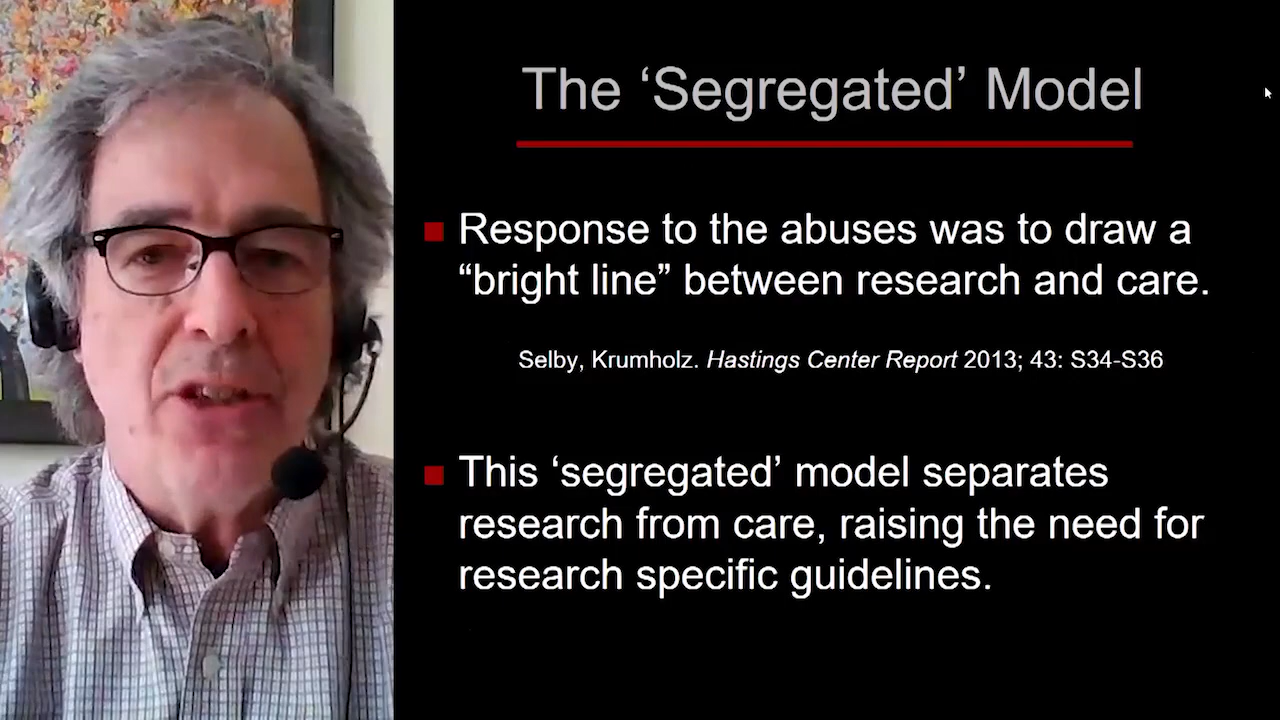 The ‘Segregated’ Model
Response to the abuses was to draw a
“bright line” between research and care.
Selby, Krumholz. Hastings Center Report 2013; 43: S34-S36
This ‘segregated’ model separates
research from care, raising the need for
research specific guidelines.